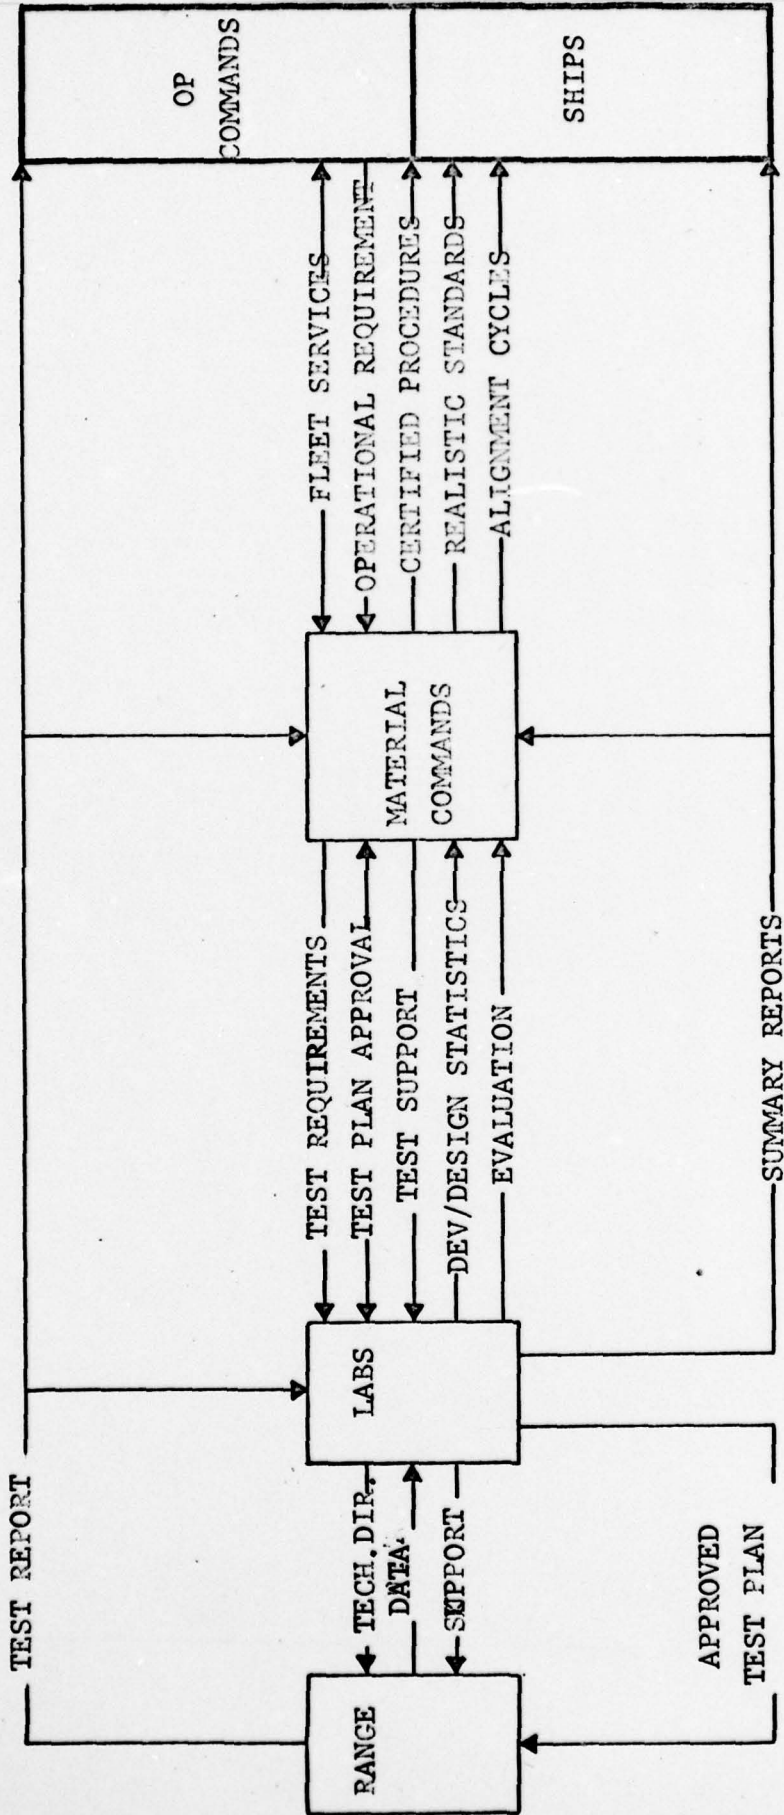 TEST REPORT
RANGE
TECH.DIR.
DATA
SUPPORT
APPROVED
TEST PLAN
LABS
TEST REQUIREMENTS
TEST PLAN APPROVAL
TEST SUPPORT
DEV/DESIGN STATISTICS
EVALUATION
SUMMARY REPORTS
MATERIAL
COMMANDS
FLEET SERVICES
OPERATIONAL REQUIREMENT
CERTIFIED PROCEDURES
REALISTIC STANDARDS
ALIGNMENT CYCLES
OP
COMMANDS
SHIPS